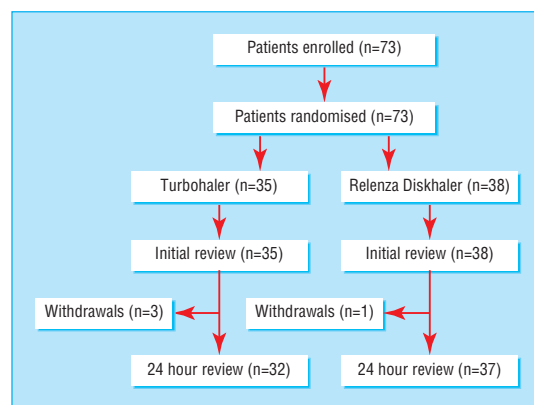 Patients enrolled (n=73)
Patients randomised (n=73)
Turbohaler (n=35)
Relenza Diskhaler (n=38)
Initial review (n=35)
Initial review (n=38)
Withdrawals (n=3)
Withdrawals (n=1)
24 hour review (n=32)
24 hour review (n=37)